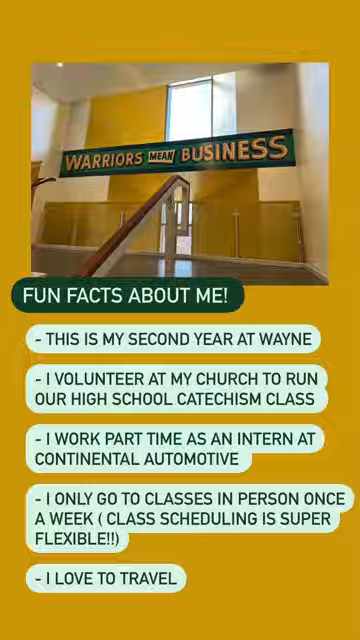 WARRIORS MEAN BUSINESS
FUN FACTS ABOUT ME!
- THIS IS MY SECOND YEAR AT WAYNE
- I VOLUNTEER AT MY CHURCH TO RUN
OUR HIGH SCHOOL CATECHISM CLASS
- I WORK PART TIME AS AN INTERN AT
CONTINENTAL AUTOMOTIVE
- I ONLY GO TO CLASSES IN PERSON ONCE
A WEEK ( CLASS SCHEDULING IS SUPER
FLEXIBLE!!)
- I LOVE TO TRAVEL